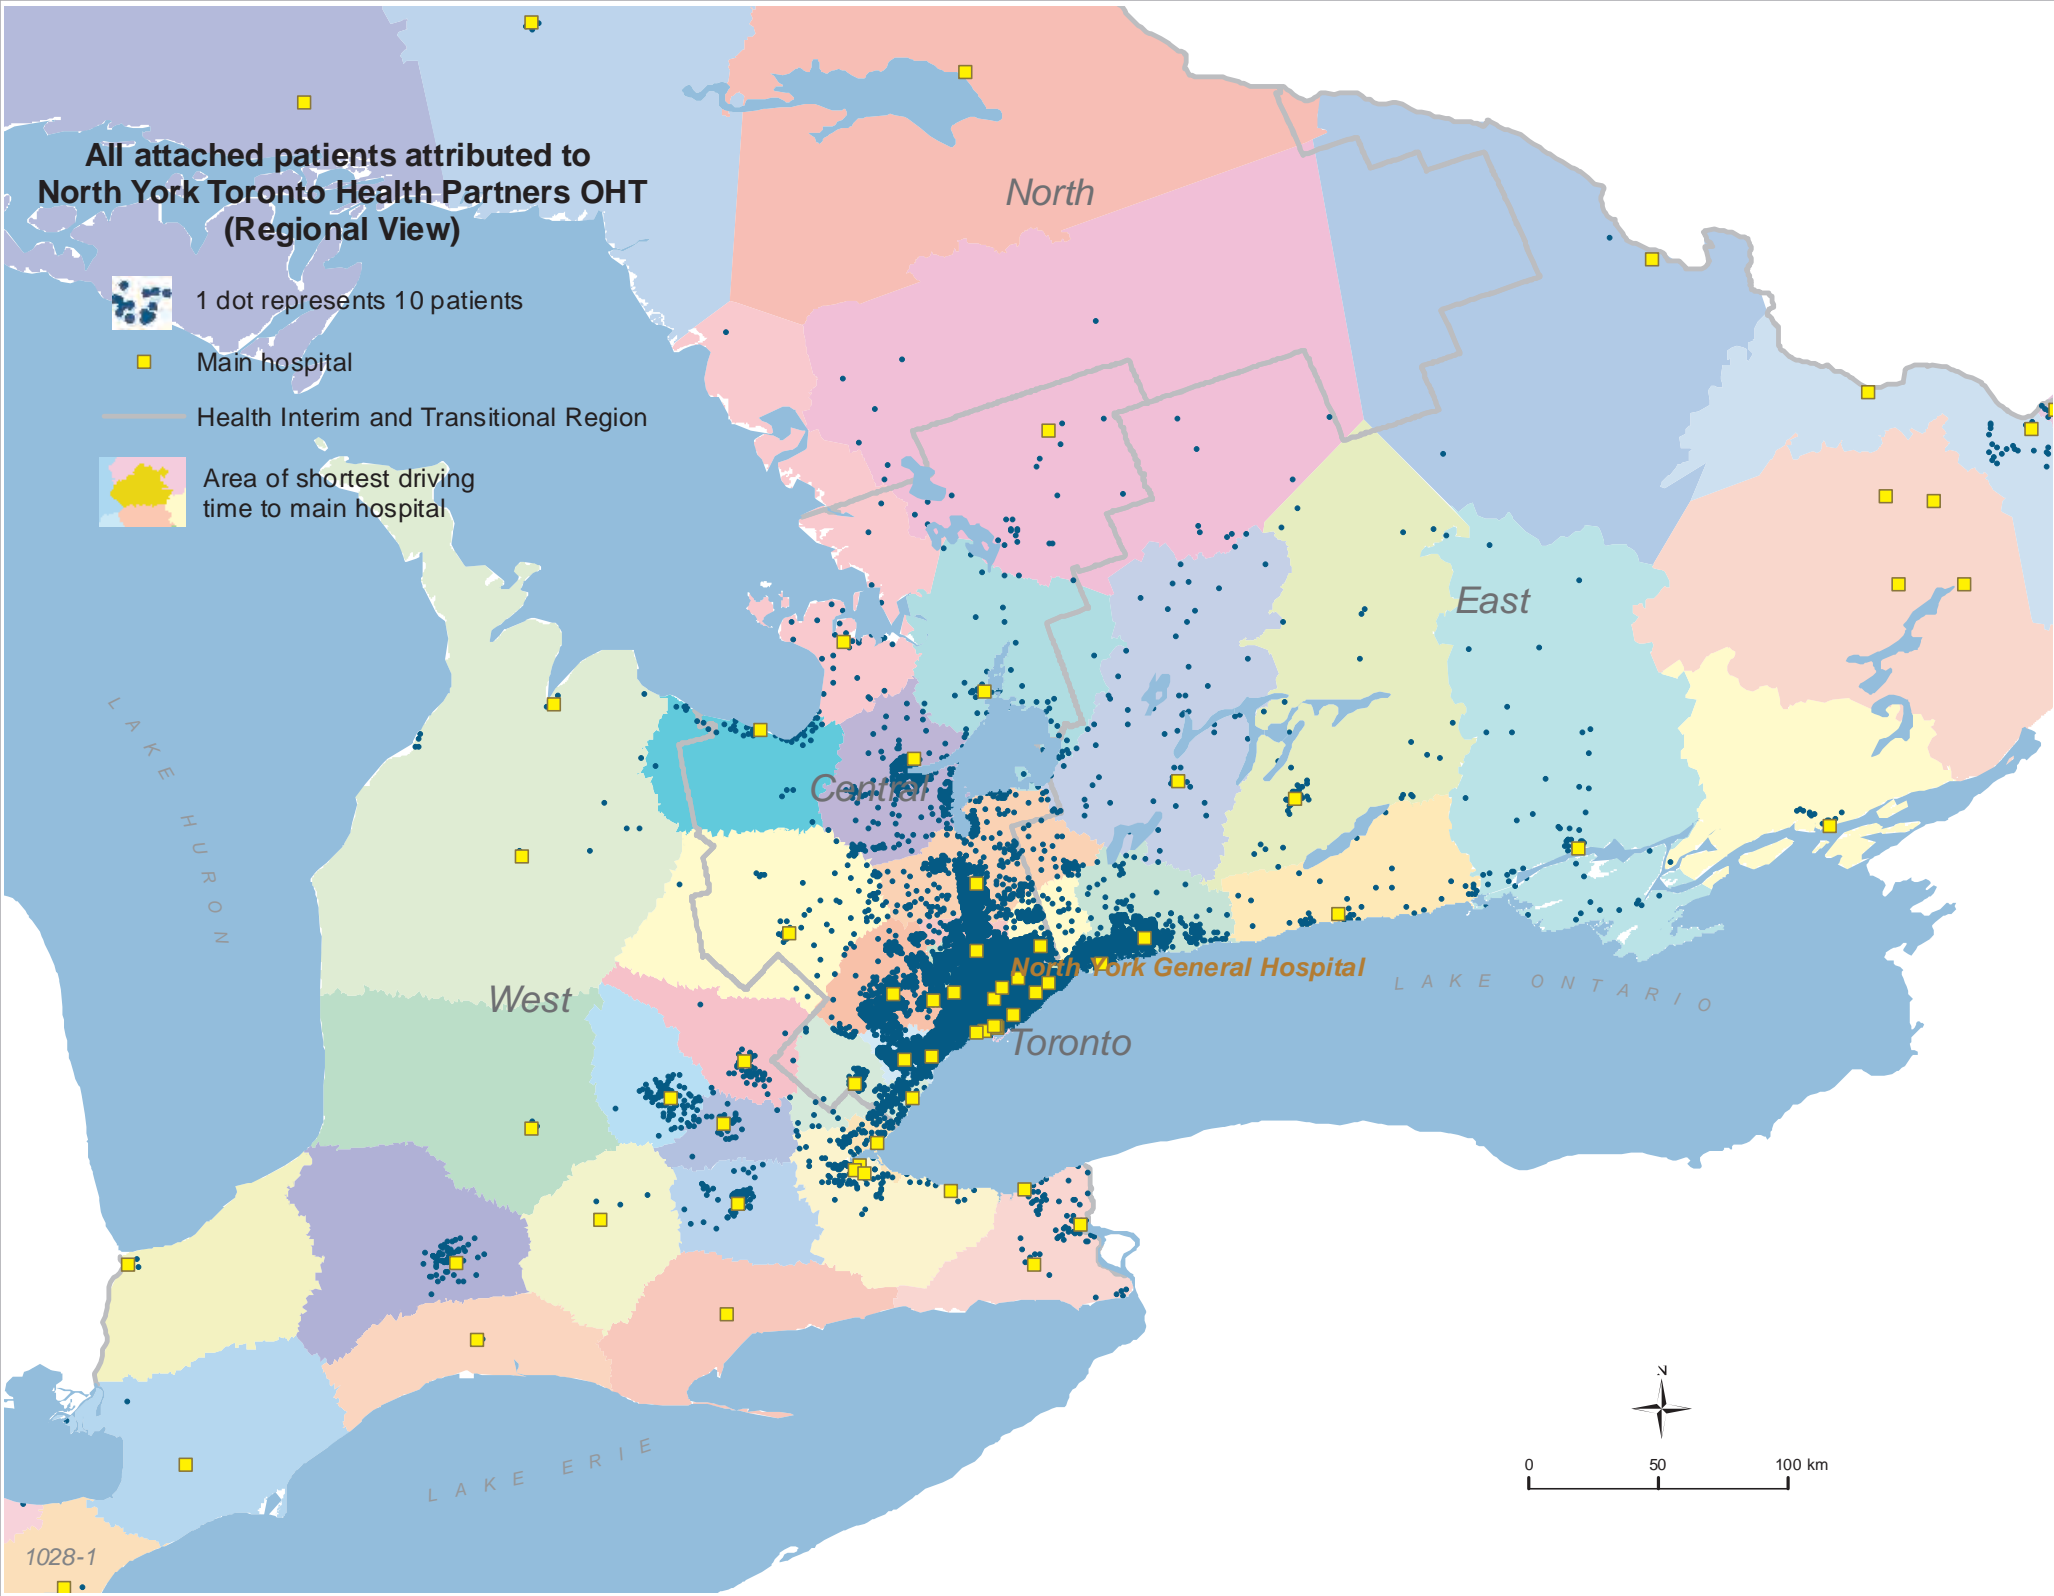 All attached patients attributed to
North York Toronto Health Partners OHT
(Regional View)
1 dot represents 10 patients
Main hospital
Health Interim and Transitional Region
Area of shortest driving
time to main hospital
North
East
Central
West
North York General Hospital
Toronto
LAKE HURON
LAKE ONTARIO
LAKE ERIE
N
0 50 100 km
1028-1